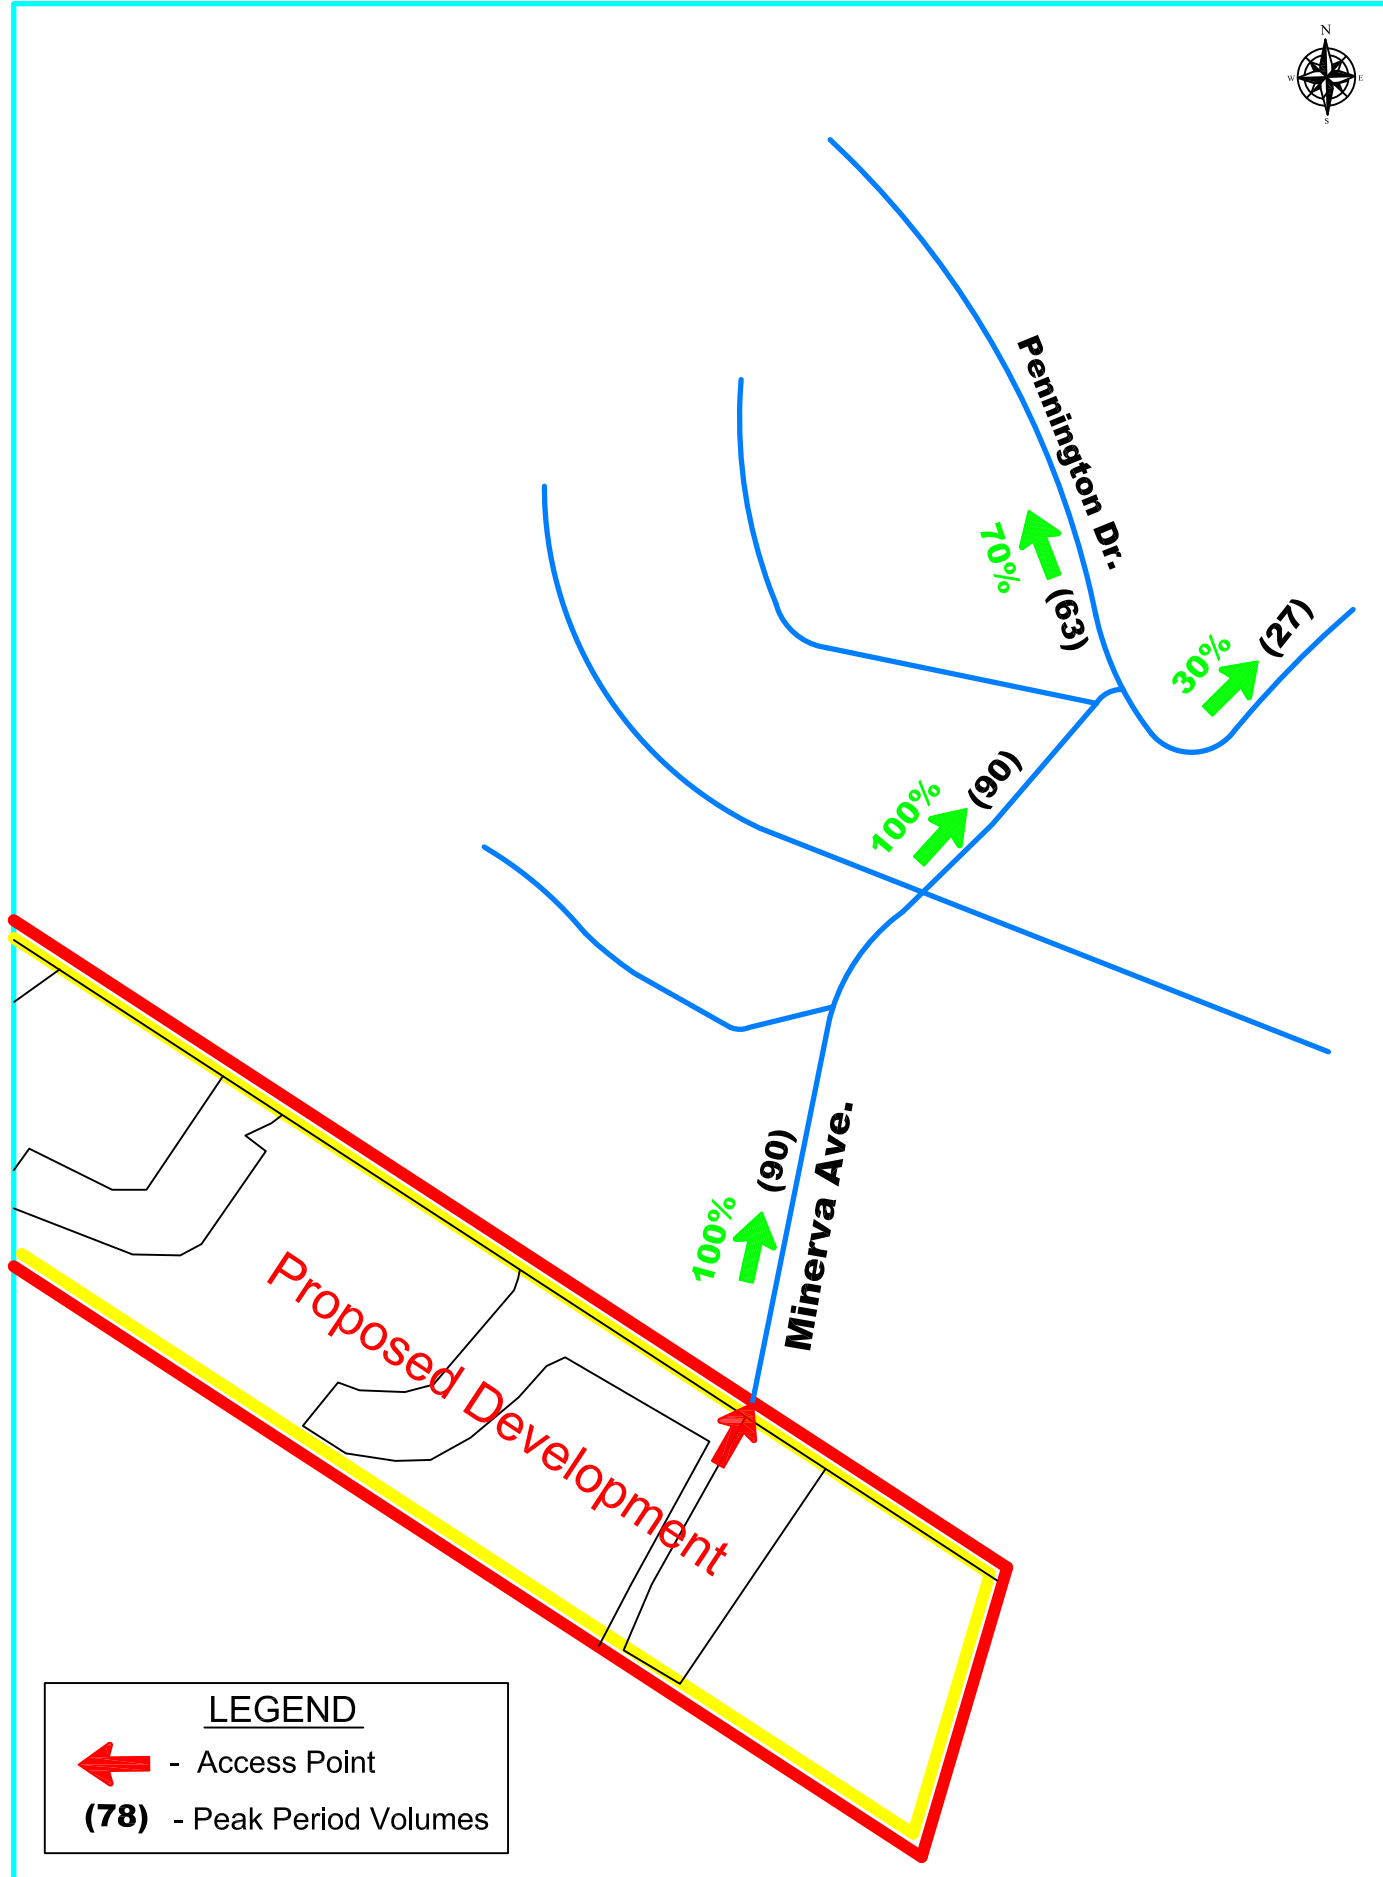 N
W
E
S
Pennington Dr.
70%
(63)
30%
(27)
100%
(90)
100%
(90)
Minerva Ave.
Proposed Development
LEGEND
- Access Point
(78) - Peak Period Volumes